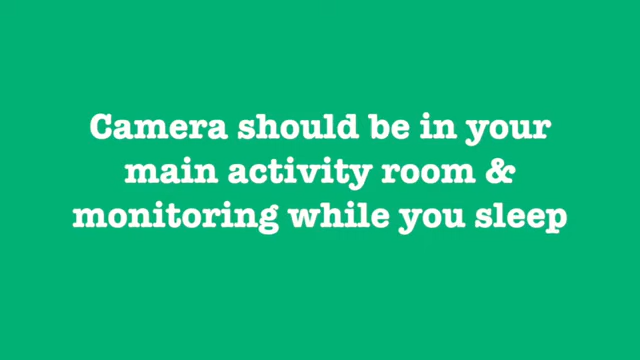 Camera should be in your
main activity room &
monitoring while you sleep